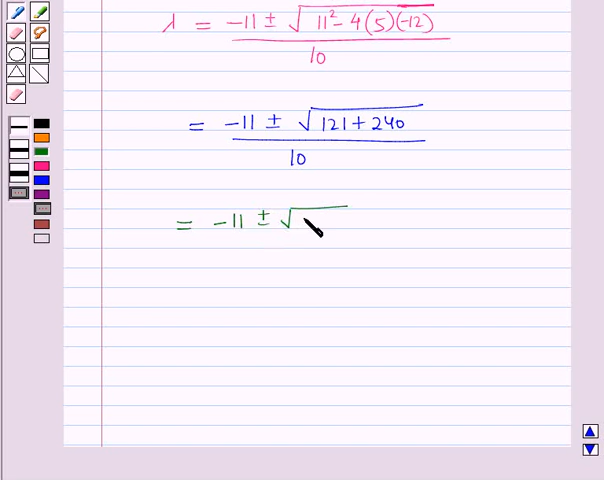 λ = -11 ± √(11² - 4(5)(-12)) / 10
= -11 ± √(121 + 240) / 10
= -11 ± √